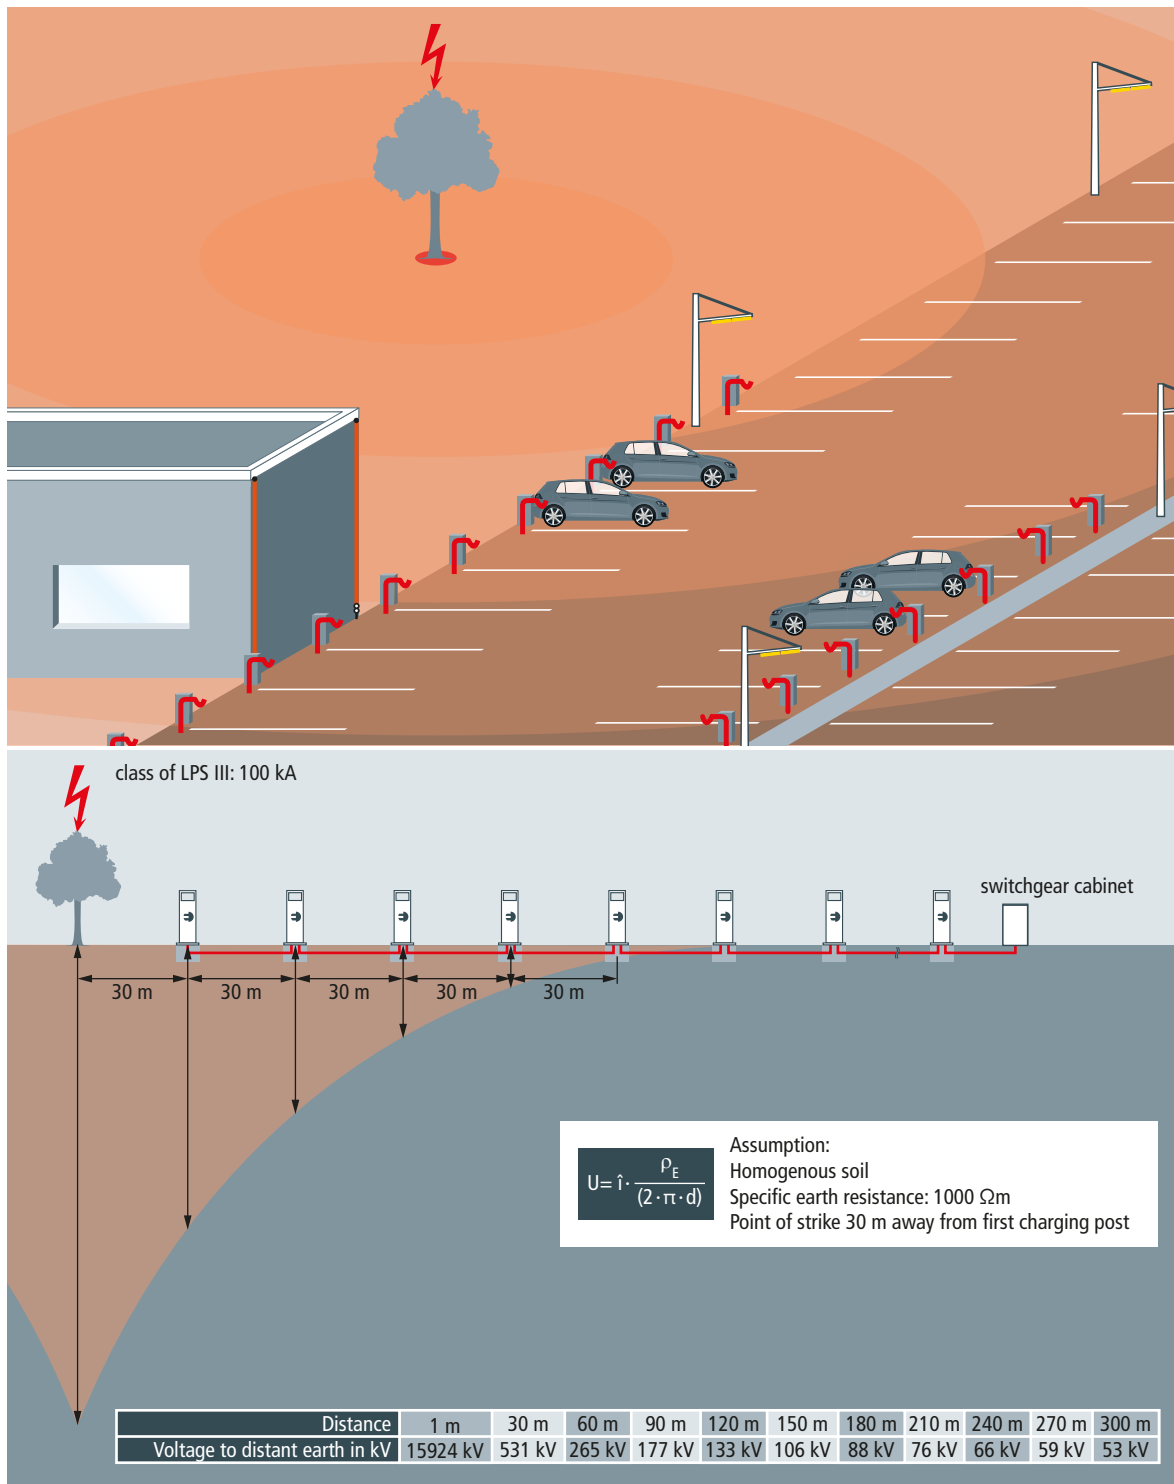 class of LPS III: 100 kA
switchgear cabinet
30 m 30 m 30 m 30 m 30 m
U= î · ρE / (2 · π · d)
Assumption:
Homogenous soil
Specific earth resistance: 1000 Ωm
Point of strike 30 m away from first charging post
Distance 1 m 30 m 60 m 90 m 120 m 150 m 180 m 210 m 240 m 270 m 300 m
Voltage to distant earth in kV 15924 kV 531 kV 265 kV 177 kV 133 kV 106 kV 88 kV 76 kV 66 kV 59 kV 53 kV